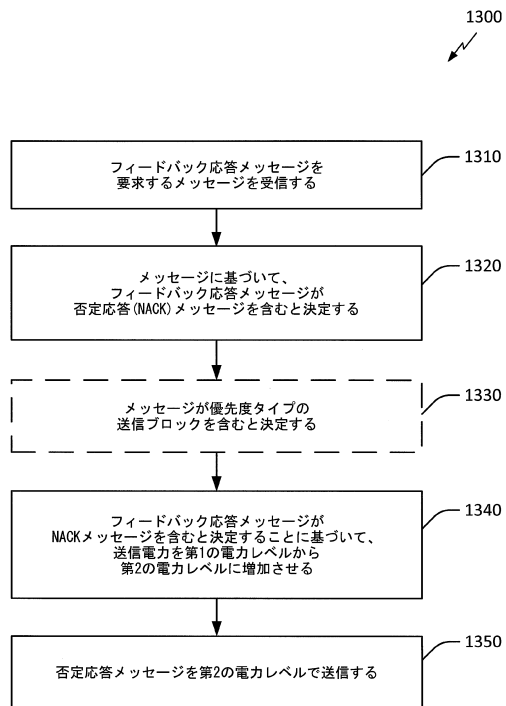 1300
フィードバック応答メッセージを
要求するメッセージを受信する
1310
メッセージに基づいて、
フィードバック応答メッセージが
否定応答(NACK)メッセージを含むと決定する
1320
メッセージが優先度タイプの
送信ブロックを含むと決定する
1330
フィードバック応答メッセージが
NACKメッセージを含むと決定することに基づいて、
送信電力を第1の電力レベルから
第2の電力レベルに増加させる
1340
否定応答メッセージを第2の電力レベルで送信する
1350